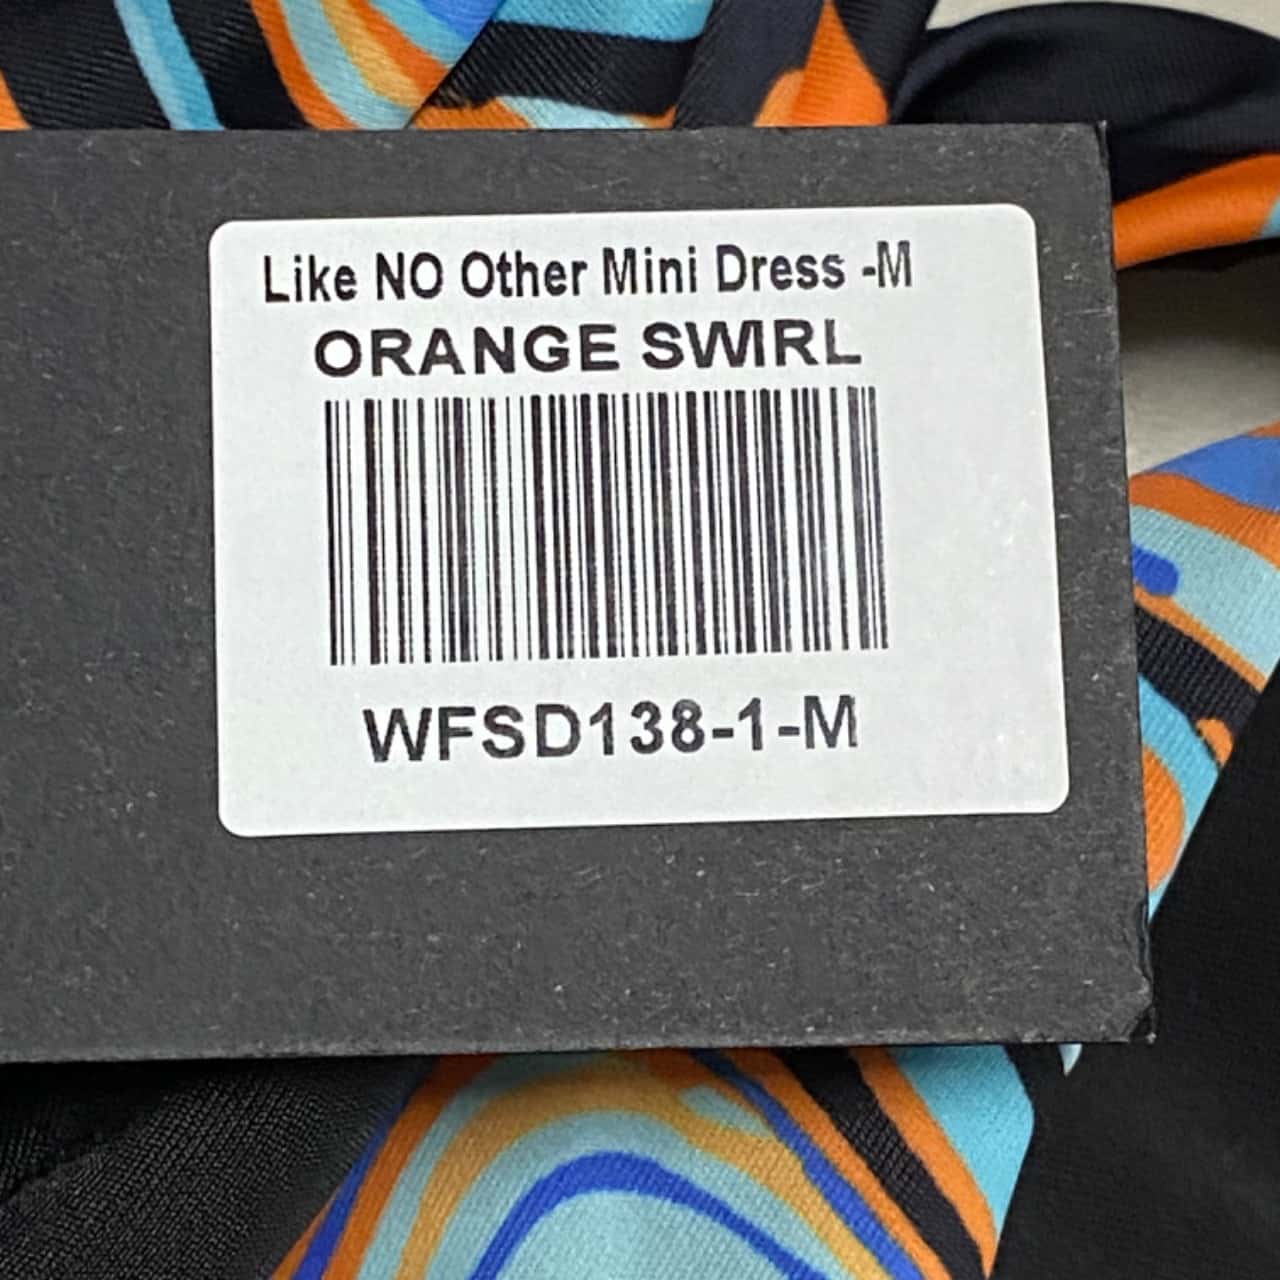 Like NO Other Mini Dress -M
ORANGE SWIRL
WFSD138-1-M